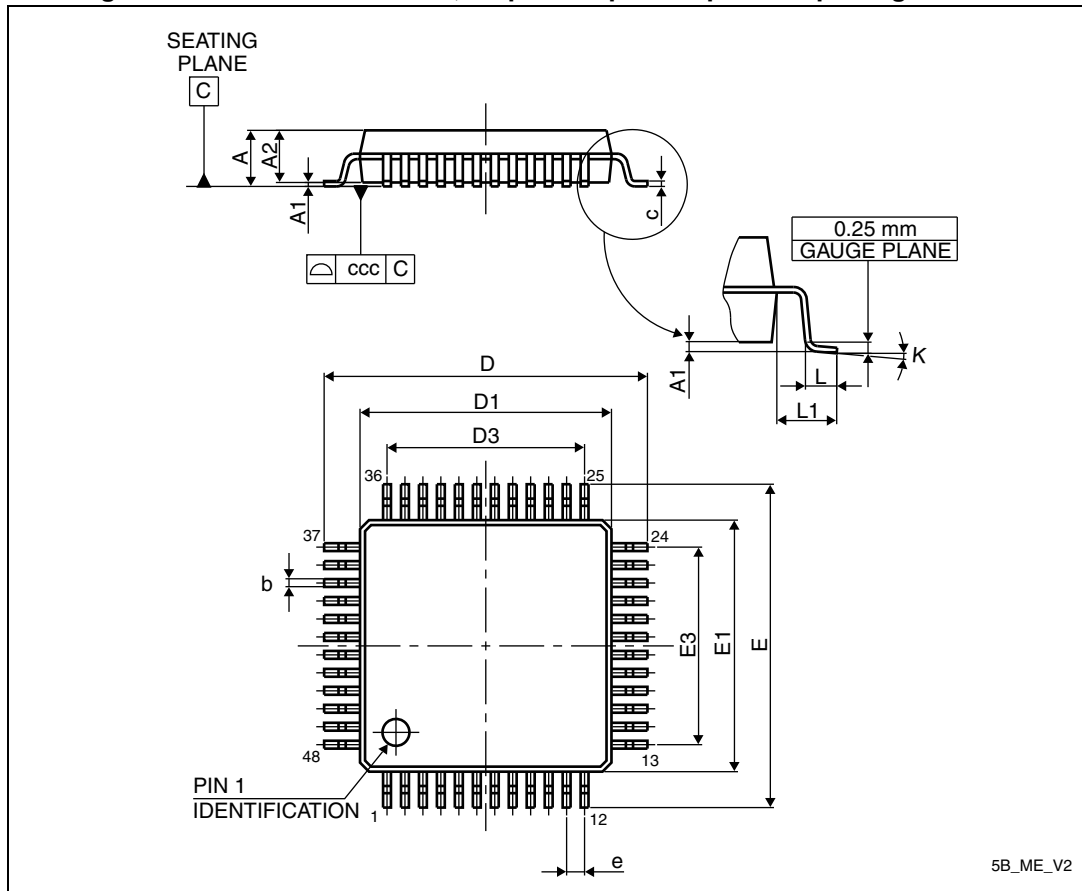 SEATING
PLANE
C
A
A2
A1
c
ccc C
0.25 mm
GAUGE PLANE
A1
K
L
L1
D
D1
D3
36
25
37
24
b
E3
E1
E
48
13
PIN 1
IDENTIFICATION
1
12
e
5B_ME_V2